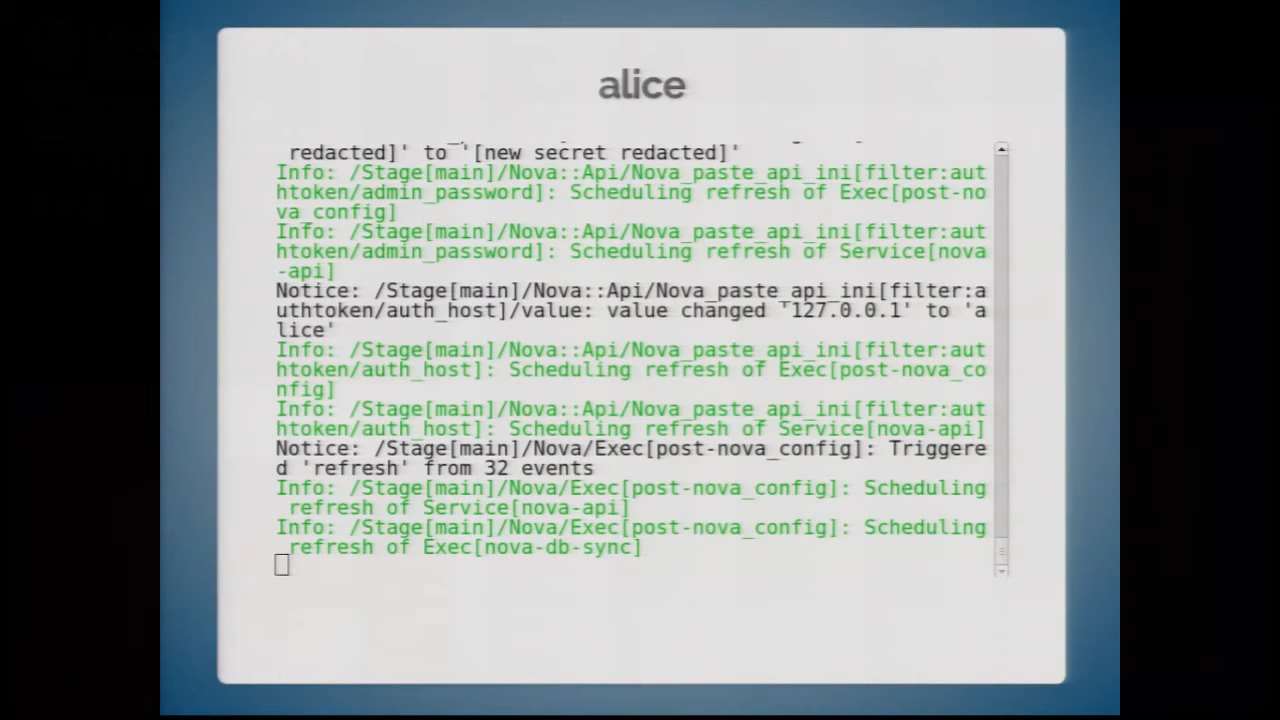 alice
redacted]' to '[new secret redacted]'
Info: /Stage[main]/Nova::Api/Nova_paste_api_ini[filter:aut
htoken/admin_password]: Scheduling refresh of Exec[post-no
va_config]
Info: /Stage[main]/Nova::Api/Nova_paste_api_ini[filter:aut
htoken/admin_password]: Scheduling refresh of Service[nova
-api]
Notice: /Stage[main]/Nova::Api/Nova_paste_api_ini[filter:a
uthtoken/auth_host]/value: value changed '127.0.0.1' to 'a
lice'
Info: /Stage[main]/Nova::Api/Nova_paste_api_ini[filter:aut
htoken/auth_host]: Scheduling refresh of Exec[post-nova_co
nfig]
Info: /Stage[main]/Nova::Api/Nova_paste_api_ini[filter:aut
htoken/auth_host]: Scheduling refresh of Service[nova-api]
Notice: /Stage[main]/Nova/Exec[post-nova_config]: Triggere
d 'refresh' from 32 events
Info: /Stage[main]/Nova/Exec[post-nova_config]: Scheduling
refresh of Service[nova-api]
Info: /Stage[main]/Nova/Exec[post-nova_config]: Scheduling
refresh of Exec[nova-db-sync]